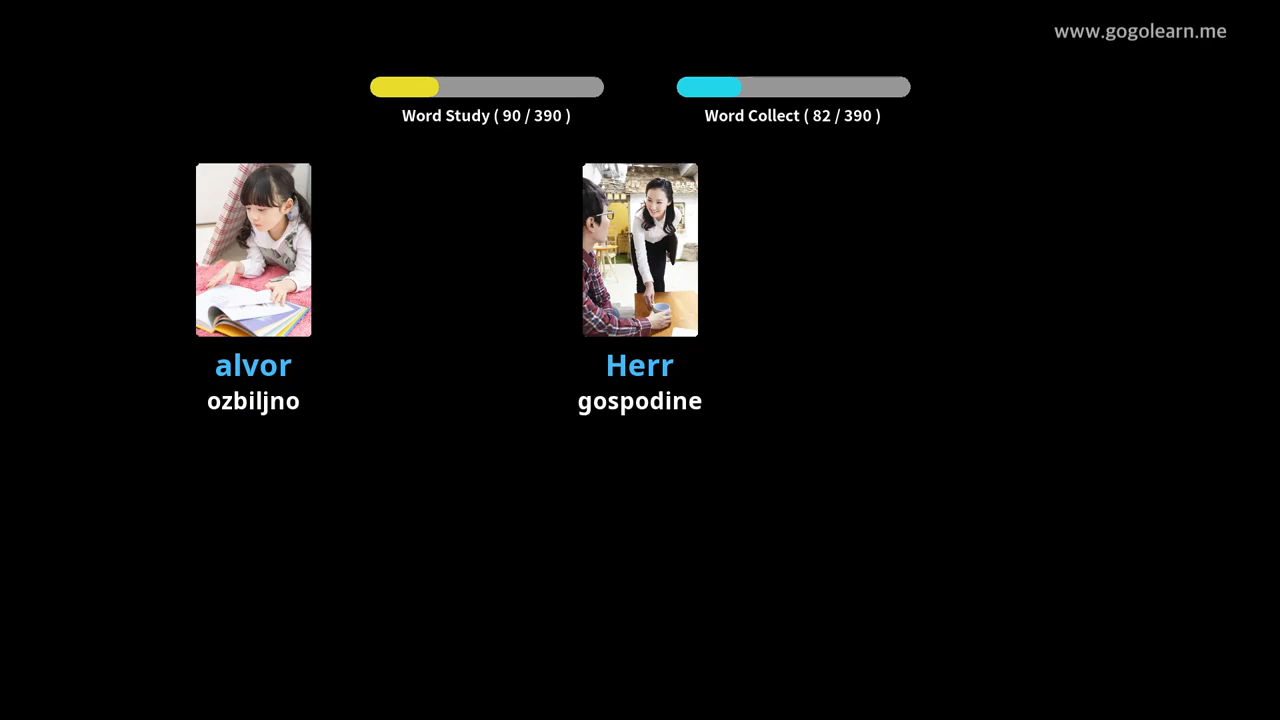 www.gogolearn.me
Word Study ( 90 / 390 )
Word Collect ( 82 / 390 )
alvor
Herr
ozbiljno
gospodine